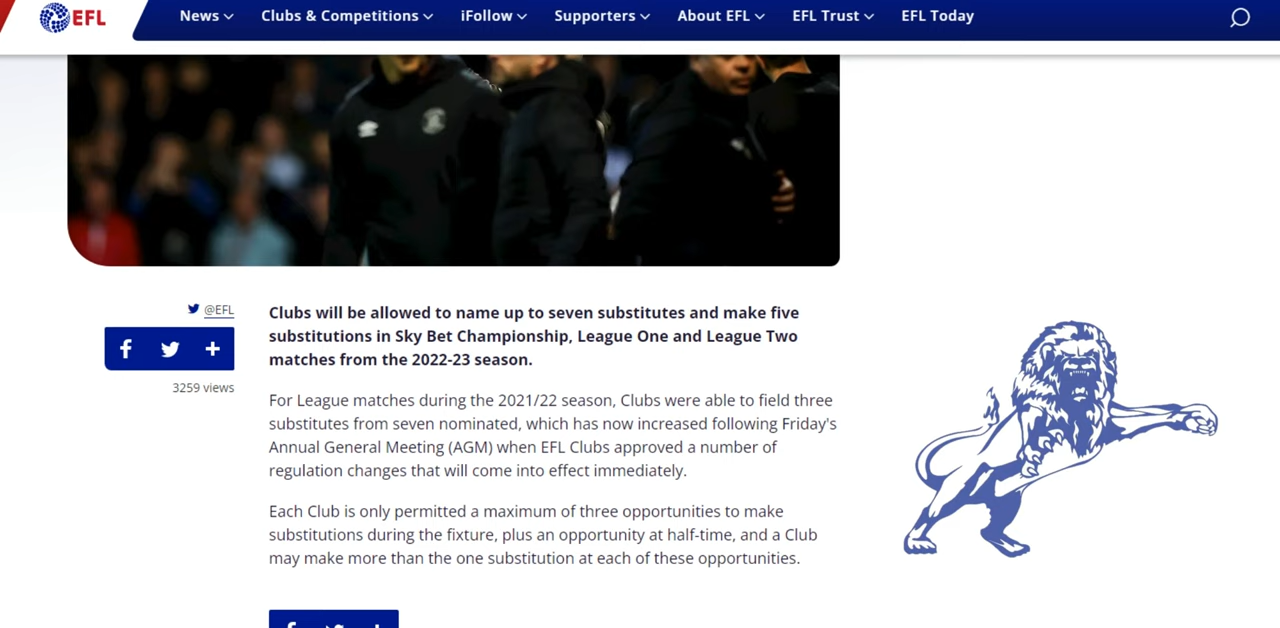 EFL
News
Clubs & Competitions
iFollow
Supporters
About EFL
EFL Trust
EFL Today
@EFL
3259 views
Clubs will be allowed to name up to seven substitutes and make five
substitutions in Sky Bet Championship, League One and League Two
matches from the 2022-23 season.
For League matches during the 2021/22 season, Clubs were able to field three
substitutes from seven nominated, which has now increased following Friday's
Annual General Meeting (AGM) when EFL Clubs approved a number of
regulation changes that will come into effect immediately.
Each Club is only permitted a maximum of three opportunities to make
substitutions during the fixture, plus an opportunity at half-time, and a Club
may make more than the one substitution at each of these opportunities.